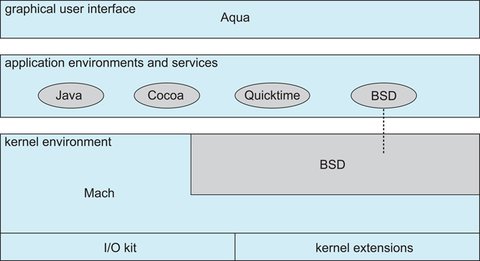 graphical user interface
Aqua
application environments and services
Java Cocoa Quicktime BSD
kernel environment
BSD
Mach
I/O kit kernel extensions